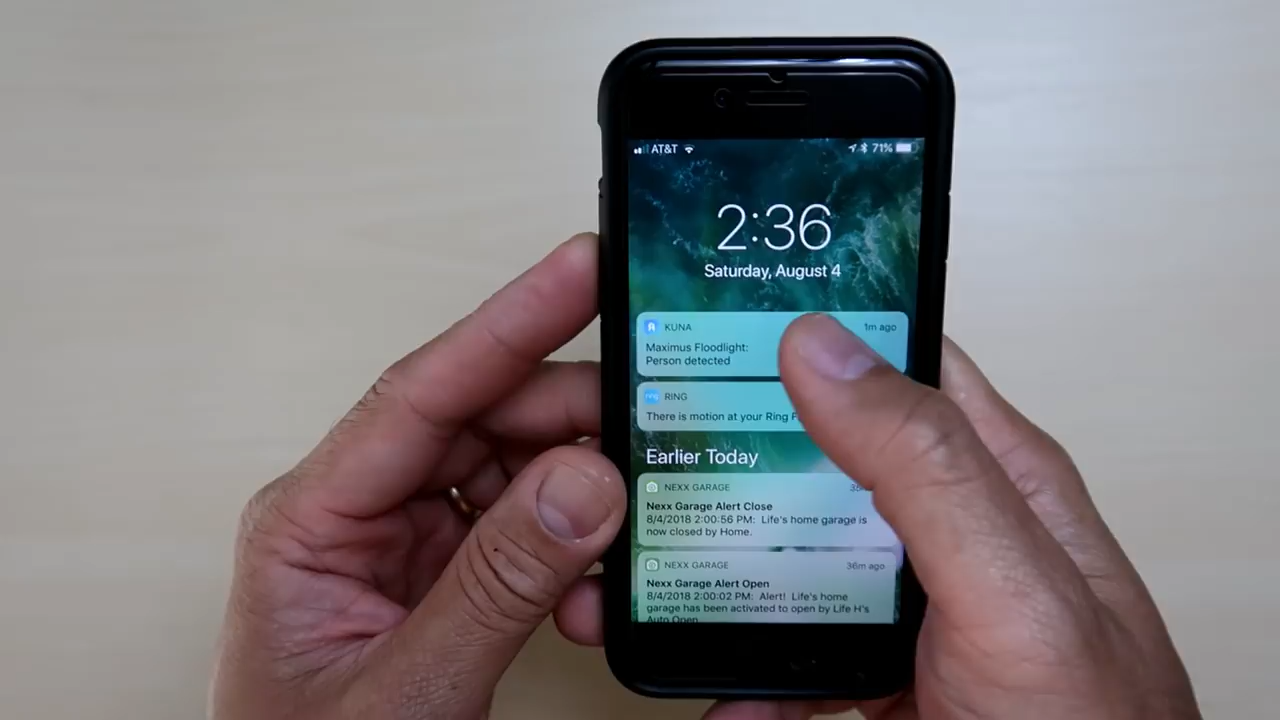 AT&T 71%
2:36
Saturday, August 4
KUNA 1m ago
Maximus Floodlight:
Person detected
ring RING
There is motion at your Ring
Earlier Today
NEXX GARAGE
Nexx Garage Alert Close
8/4/2018 2:00:56 PM: Life's home garage is
now closed by Home.
NEXX GARAGE 36m ago
Nexx Garage Alert Open
8/4/2018 2:00:02 PM: Alert! Life's home
garage has been activated to open by Life H's
Auto Open